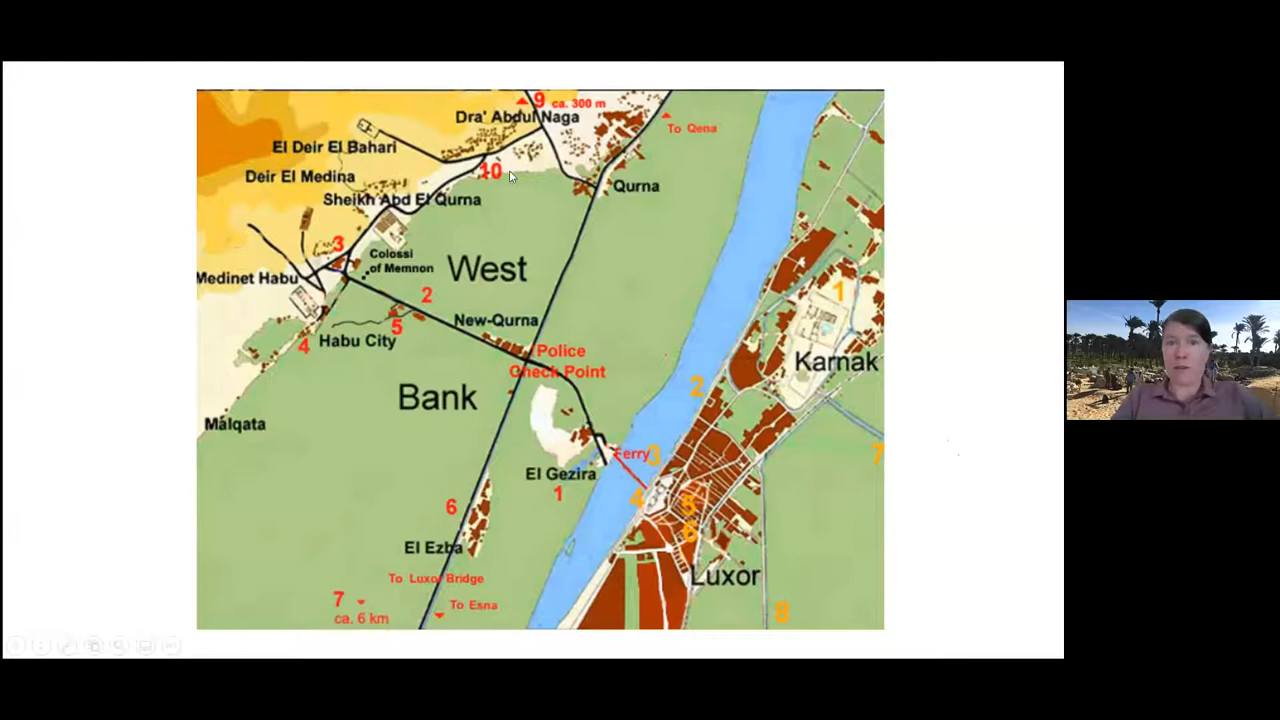 9 ca. 300 m
Dra' Abdul Naga
To Qena
El Deir El Bahari
Deir El Medina
10
Qurna
Sheikh Abd El Qurna
3
Colossi
of Memnon
West
Medinet Habu
2
1
New-Qurna
5
4
Habu City
Police
Check Point
Karnak
Bank
2
Malqata
Ferry
3
7
El Gezira
1
4
5
6
6
El Ezba
Luxor
To Luxor Bridge
7
To Esna
8
ca. 6 km